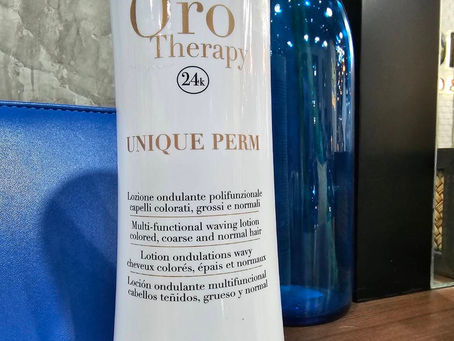 Oro
Therapy
24k
UNIQUE PERM
Lozione ondulante polifunzionale
capelli colorati, grossi e normali
Multi-functional waving lotion
colored, coarse and normal hair
Lotion ondulations wavy
cheveux colorés, épais et normaux
Loción ondulante multifuncional
cabellos teñidos, grueso y normal